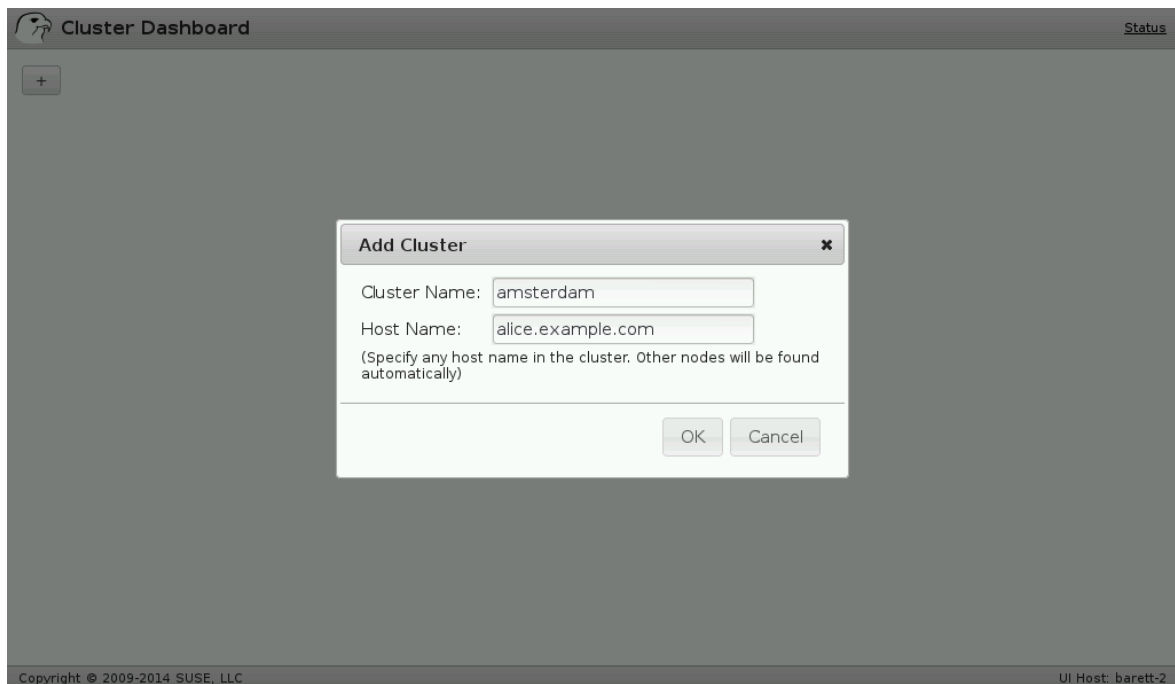 Cluster Dashboard
Status
+
Add Cluster
Cluster Name: amsterdam
Host Name: alice.example.com
(Specify any host name in the cluster. Other nodes will be found
automatically)
OK
Cancel
Copyright © 2009-2014 SUSE, LLC
UI Host: barett-2